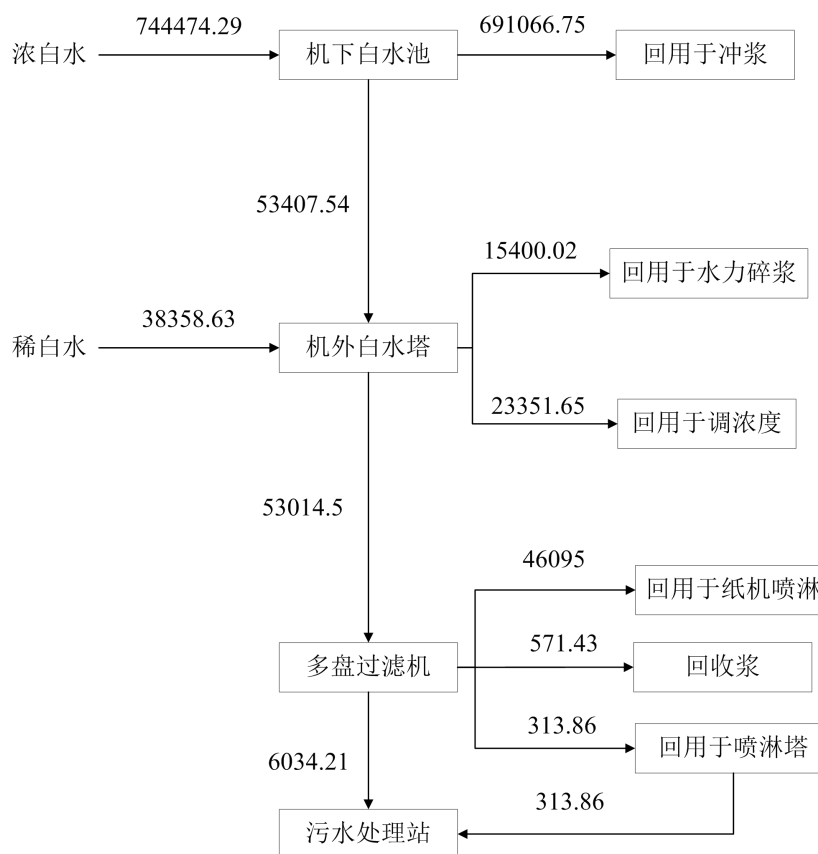 744474.29
691066.75
浓白水
机下白水池
回用于冲浆
53407.54
15400.02
回用于水力碎浆
38358.63
稀白水
机外白水塔
23351.65
回用于调浓度
53014.5
46095
回用于纸机喷淋
571.43
多盘过滤机
回收浆
313.86
回用于喷淋塔
6034.21
313.86
污水处理站